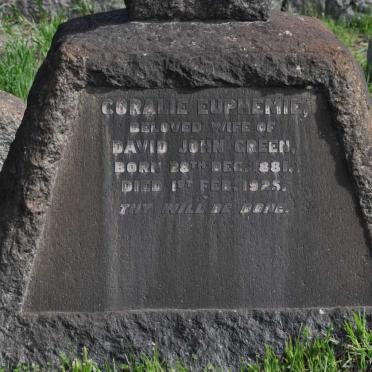 CORALIE EUPHEMIE,
BELOVED WIFE OF
DAVID JOHN GREEN,
BORN 28TH DEC. 1881.
DIED 1ST FEB. 1925.
THY WILL BE DONE.